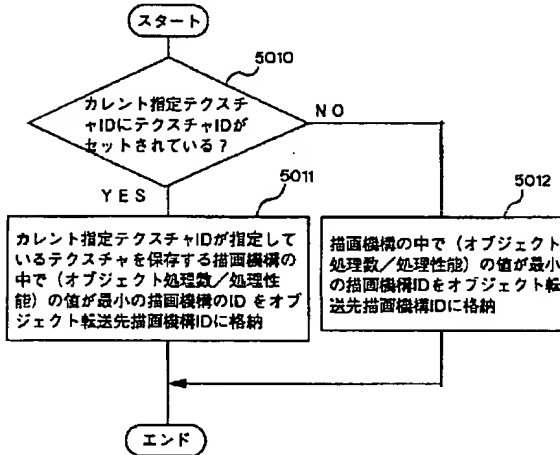 スタート
5010
カレント指定テクスチ
ャIDにテクスチャIDが
セットされている？
NO
YES
5011
カレント指定テクスチャIDが指定して
いるテクスチャを保存する描画機構の
中で（オブジェクト処理数／処理性
能）の値が最小の描画機構のID をオブ
ジェクト転送先描画機構IDに格納
5012
描画機構の中で（オブジェクト
処理数／処理性能）の値が最小
の描画機構IDをオブジェクト転
送先描画機構IDに格納
エンド